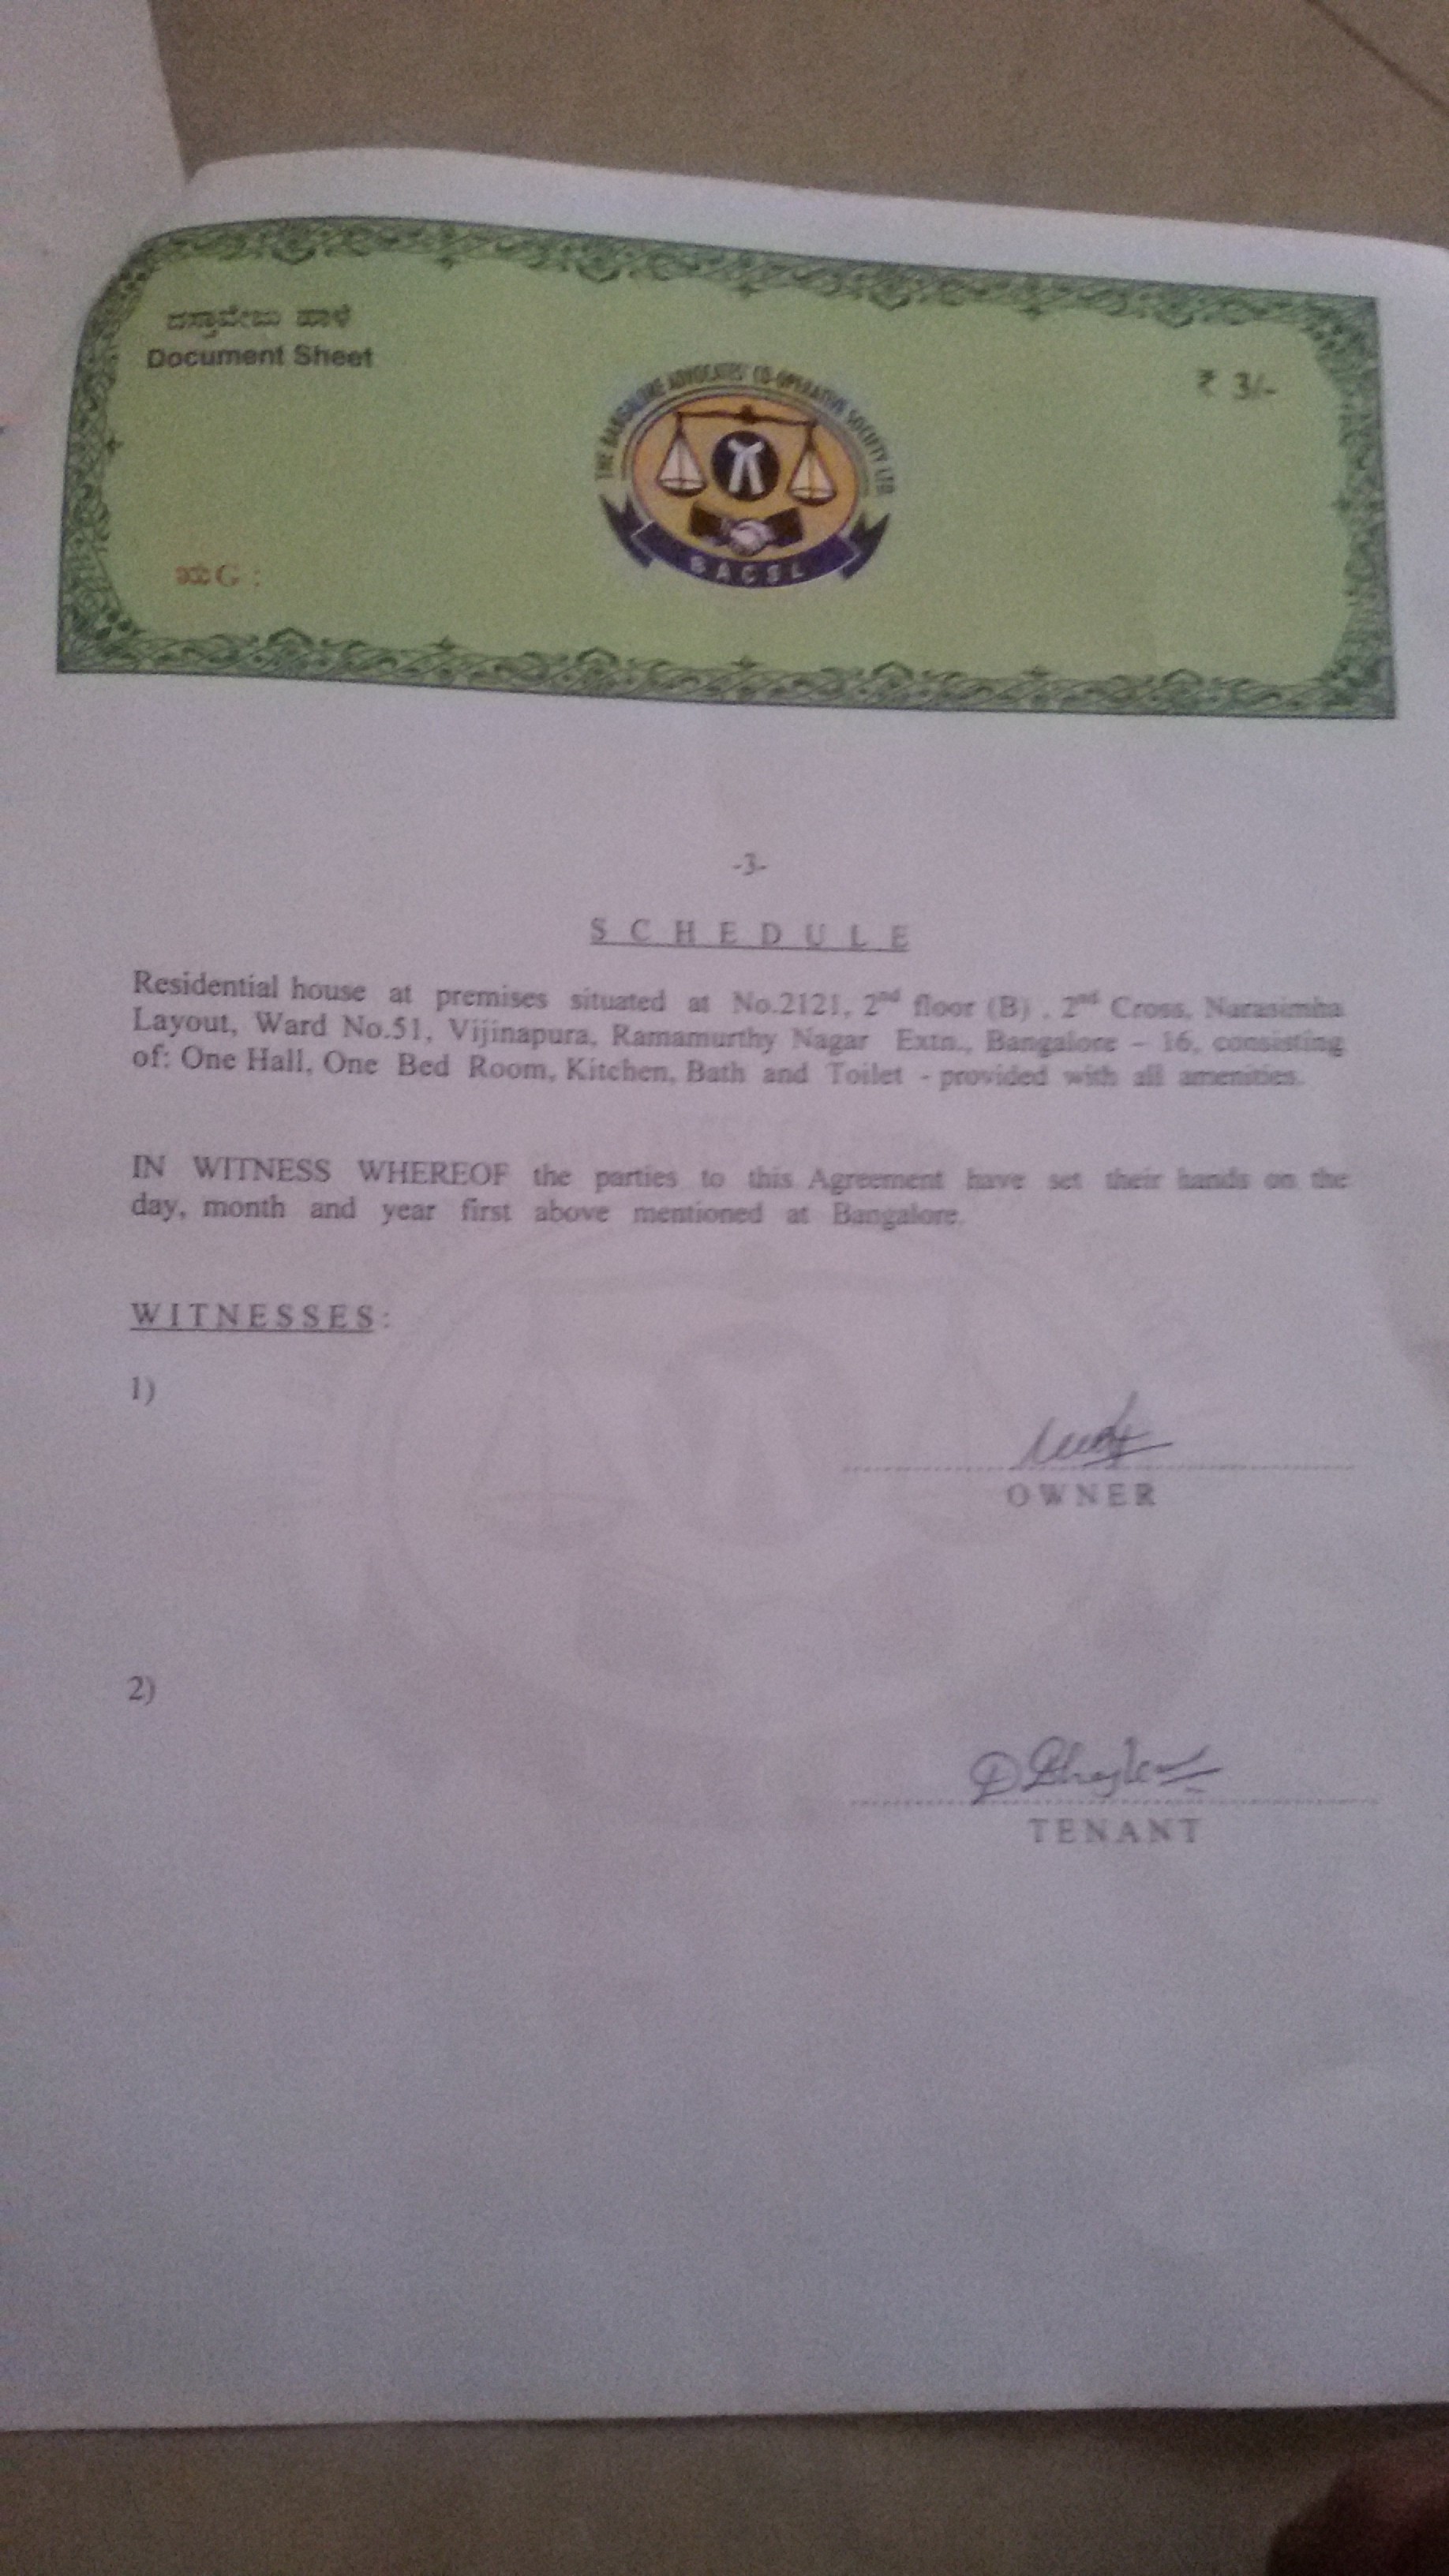 ದಸ್ತಾವೇಜು ಹಾಳೆ
Document Sheet
₹ 3/-
THE BANGALORE ADVOCATES' CO-OPERATIVE SOCIETY LTD.
BACSL
-3-
SCHEDULE
Residential house at premises situated at No.2121, 2nd floor (B) , 2nd Cross, Narasimha
Layout, Ward No.51, Vijinapura, Ramamurthy Nagar Extn., Bangalore – 16, consisting
of: One Hall, One Bed Room, Kitchen, Bath and Toilet - provided with all amenities.
IN WITNESS WHEREOF the parties to this Agreement have set their hands on the
day, month and year first above mentioned at Bangalore.
WITNESSES:
1)
OWNER
2)
TENANT